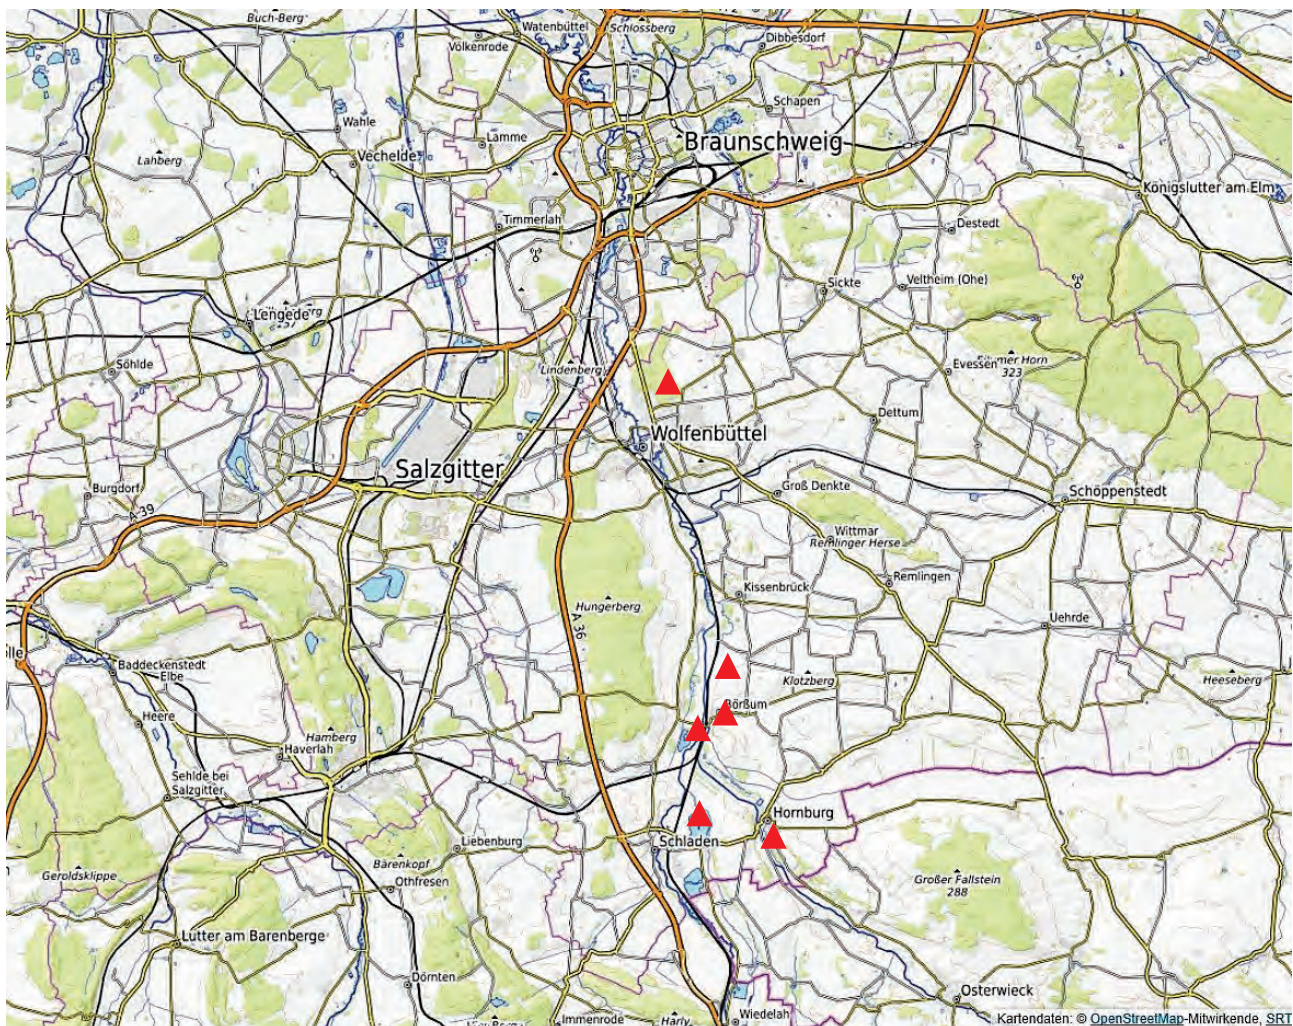 Buch-Berg
Watenbüttel
Schlossberg
Völkenrode
Dibbesdorf
Schapen
Wahle
Lamme
Braunschweig
Lahberg
Vechelde
Königslutter am Elm
Timmerlah
Destedt
Sickte
Veltheim (Ohe)
Lengede
Söhlde
Lindenberg
Evessen
323
Dettum
Wolfenbüttel
Salzgitter
Burgdorf
Groß Denkte
Schöppenstedt
A 39
Wittmar
Remlinger Herse
Remlingen
Kissenbrück
Hungerberg
A 36
Uehrde
Baddeckenstedt
Elbe
Klotzberg
Heeseberg
Börßum
Heere
Hamberg
Haverlah
Sehlde bei
Salzgitter
Hornburg
Liebenburg
Schladen
Bärenkopf
Geroldsklippe
Othfresen
Großer Fallstein
288
Lutter am Barenberge
Dörnten
Osterwieck
Immenrode
Harly
Wiedelah
Kartendaten: © OpenStreetMap-Mitwirkende, SRT